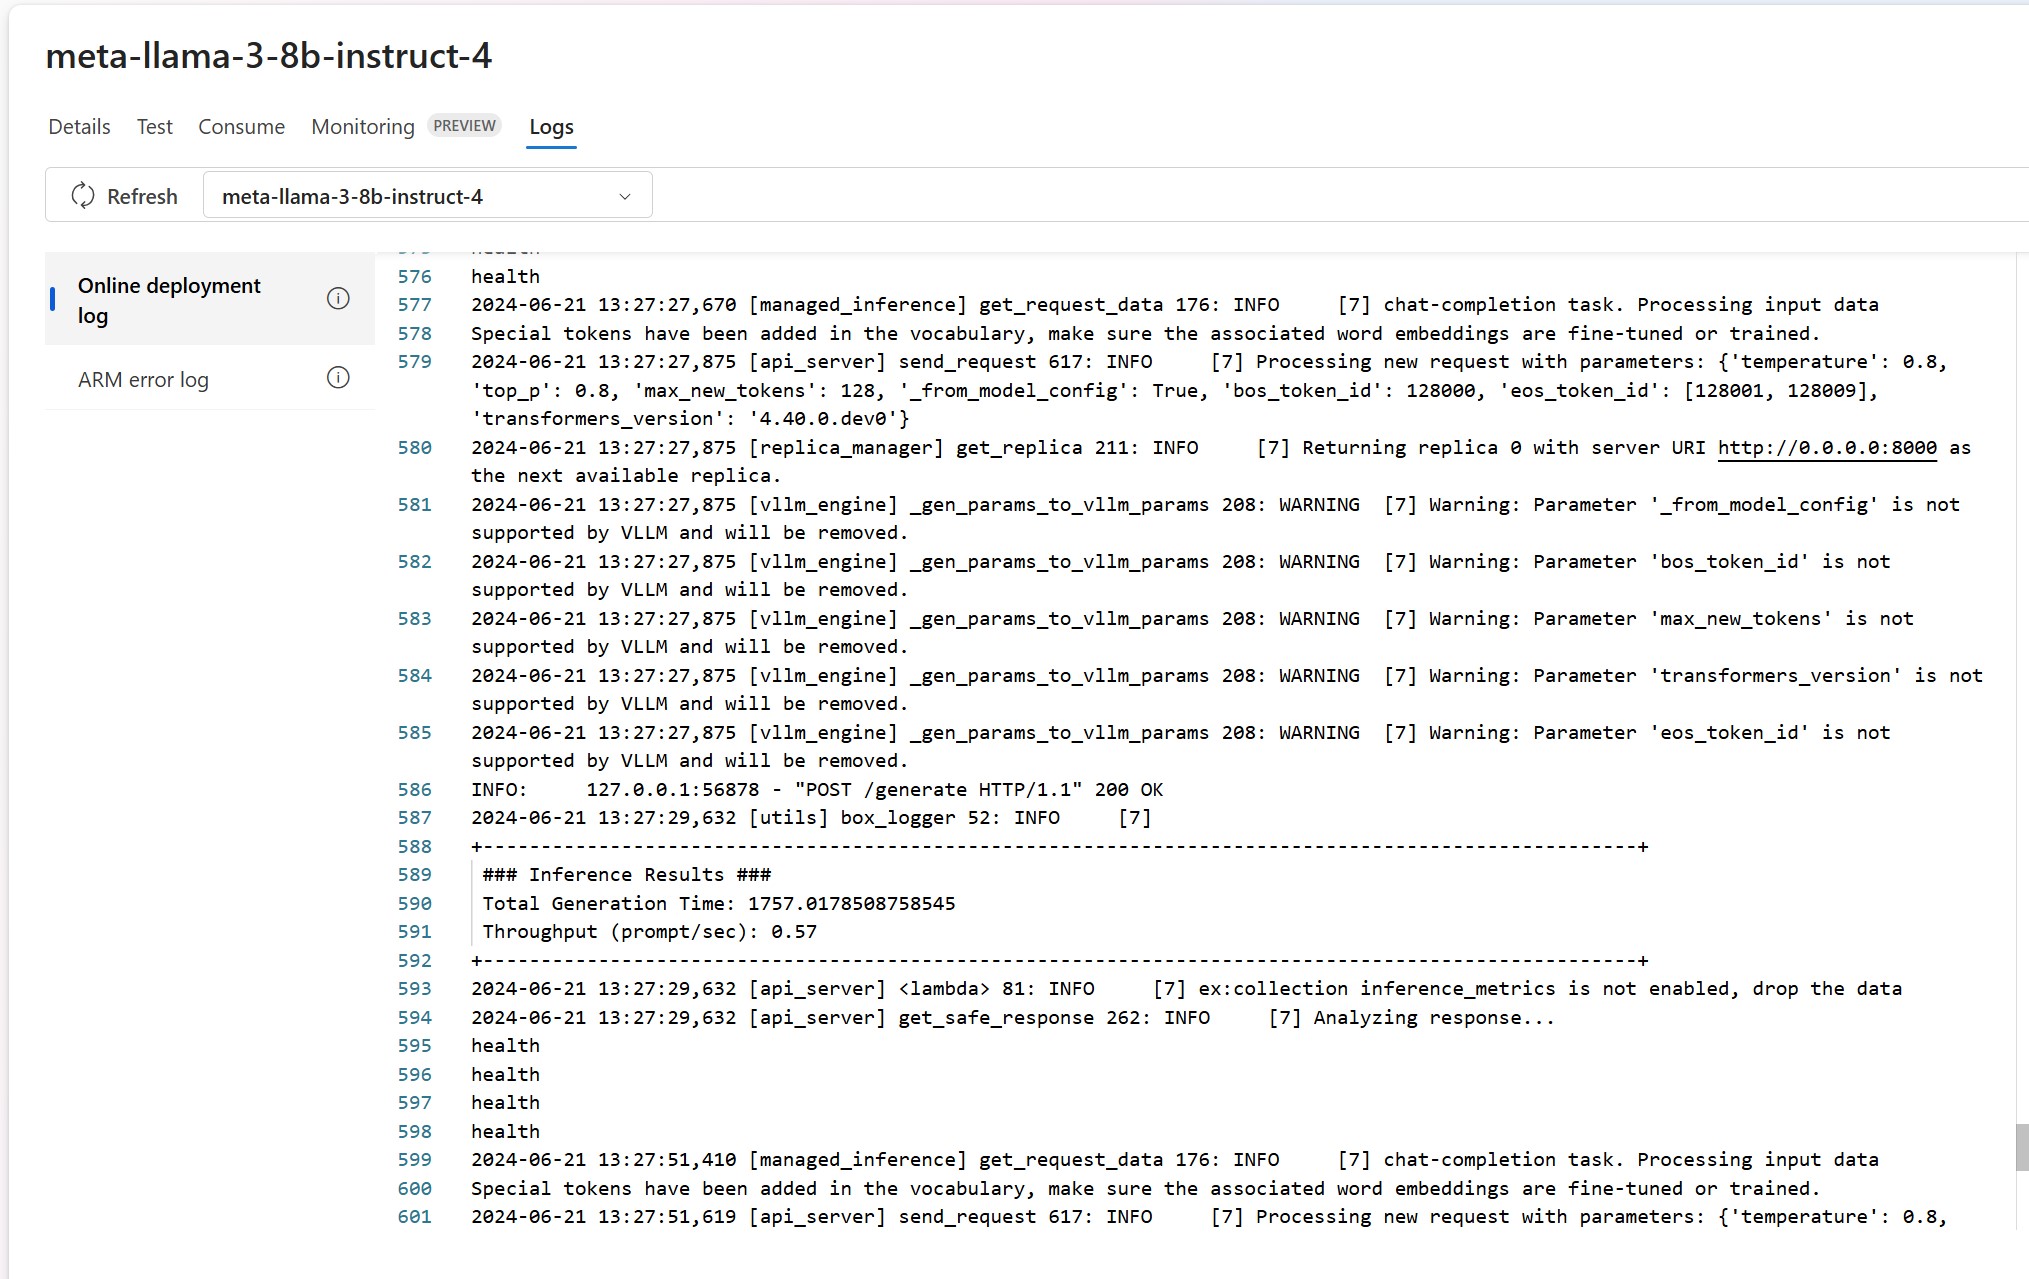 meta-llama-3-8b-instruct-4
Details Test Consume Monitoring PREVIEW Logs
Refresh meta-llama-3-8b-instruct-4
Online deployment
log
ARM error log
576 health
577 2024-06-21 13:27:27,670 [managed_inference] get_request_data 176: INFO [7] chat-completion task. Processing input data
578 Special tokens have been added in the vocabulary, make sure the associated word embeddings are fine-tuned or trained.
579 2024-06-21 13:27:27,875 [api_server] send_request 617: INFO [7] Processing new request with parameters: {'temperature': 0.8,
'top_p': 0.8, 'max_new_tokens': 128, '_from_model_config': True, 'bos_token_id': 128000, 'eos_token_id': [128001, 128009],
'transformers_version': '4.40.0.dev0'}
580 2024-06-21 13:27:27,875 [replica_manager] get_replica 211: INFO [7] Returning replica 0 with server URI http://0.0.0.0:8000 as
the next available replica.
581 2024-06-21 13:27:27,875 [vllm_engine] _gen_params_to_vllm_params 208: WARNING [7] Warning: Parameter '_from_model_config' is not
supported by VLLM and will be removed.
582 2024-06-21 13:27:27,875 [vllm_engine] _gen_params_to_vllm_params 208: WARNING [7] Warning: Parameter 'bos_token_id' is not
supported by VLLM and will be removed.
583 2024-06-21 13:27:27,875 [vllm_engine] _gen_params_to_vllm_params 208: WARNING [7] Warning: Parameter 'max_new_tokens' is not
supported by VLLM and will be removed.
584 2024-06-21 13:27:27,875 [vllm_engine] _gen_params_to_vllm_params 208: WARNING [7] Warning: Parameter 'transformers_version' is not
supported by VLLM and will be removed.
585 2024-06-21 13:27:27,875 [vllm_engine] _gen_params_to_vllm_params 208: WARNING [7] Warning: Parameter 'eos_token_id' is not
supported by VLLM and will be removed.
586 INFO: 127.0.0.1:56878 - "POST /generate HTTP/1.1" 200 OK
587 2024-06-21 13:27:29,632 [utils] box_logger 52: INFO [7]
588 +----------------------------------------------------------------------------------------------------+
589 ### Inference Results ###
590 Total Generation Time: 1757.0178508758545
591 Throughput (prompt/sec): 0.57
592 +----------------------------------------------------------------------------------------------------+
593 2024-06-21 13:27:29,632 [api_server] <lambda> 81: INFO [7] ex:collection inference_metrics is not enabled, drop the data
594 2024-06-21 13:27:29,632 [api_server] get_safe_response 262: INFO [7] Analyzing response...
595 health
596 health
597 health
598 health
599 2024-06-21 13:27:51,410 [managed_inference] get_request_data 176: INFO [7] chat-completion task. Processing input data
600 Special tokens have been added in the vocabulary, make sure the associated word embeddings are fine-tuned or trained.
601 2024-06-21 13:27:51,619 [api_server] send_request 617: INFO [7] Processing new request with parameters: {'temperature': 0.8,